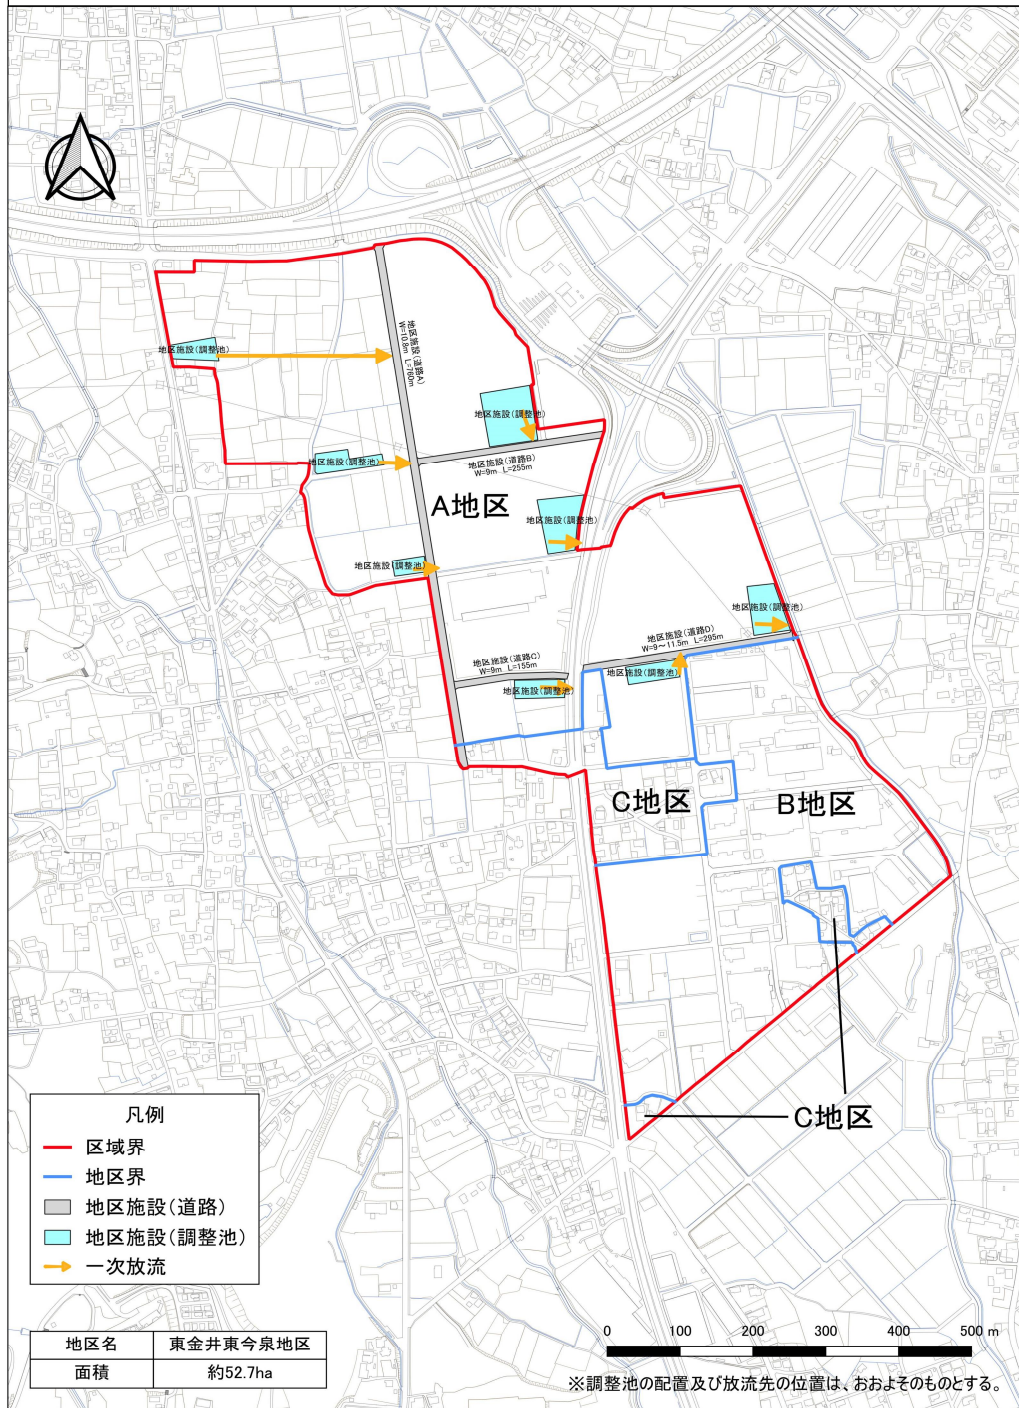 地区施設(道路A)
W=10.8m L=760m
地区施設(調整池)
地区施設(調整池)
地区施設(調整池)
地区施設(道路B)
W=9m L=255m
A地区
地区施設(調整池)
地区施設(調整池)
地区施設(調整池)
地区施設(道路D)
W=9～11.5m L=295m
地区施設(道路C)
W=9m L=155m
地区施設(調整池)
地区施設(調整池)
C地区
B地区
C地区
凡例
区域界
地区界
地区施設(道路)
地区施設(調整池)
一次放流
地区名 東金井東今泉地区
面積 約52.7ha
0 100 200 300 400 500 m
※調整池の配置及び放流先の位置は、おおよそのものとする。